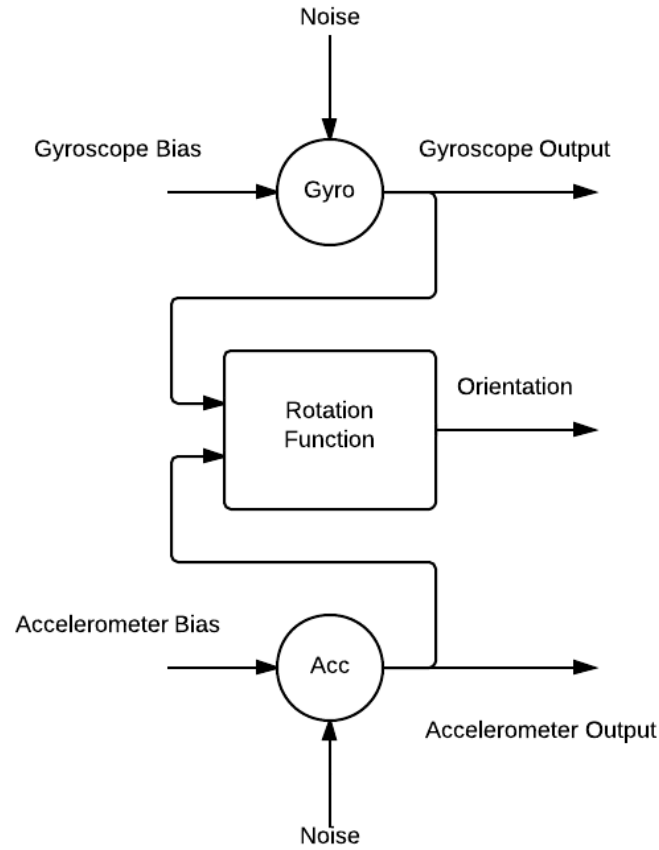 Noise
Gyroscope Bias
Gyro
Gyroscope Output
Rotation
Function
Orientation
Accelerometer Bias
Acc
Accelerometer Output
Noise